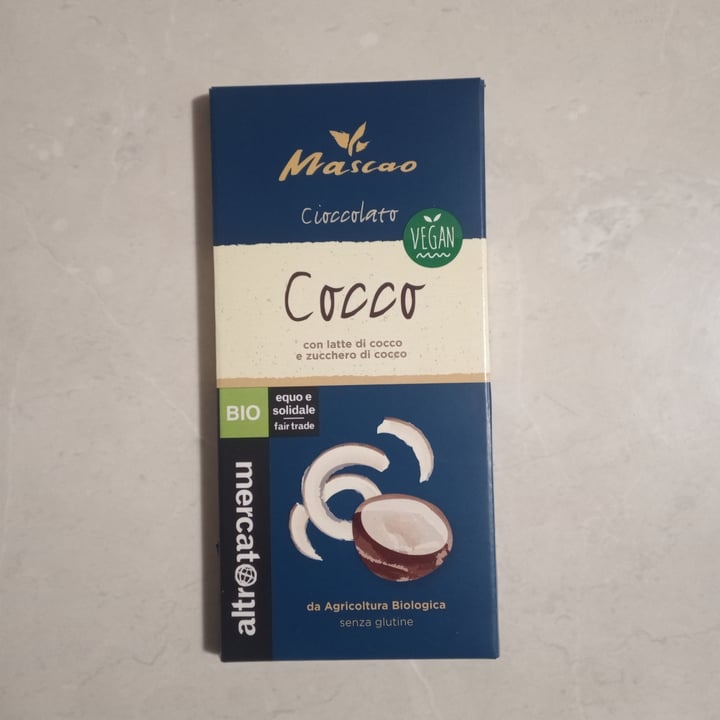 Mascao
Cioccolato
VEGAN
Cocco
con latte di cocco
e zucchero di cocco
BIO
equo e
solidale
fair trade
altromercato
da Agricoltura Biologica
senza glutine